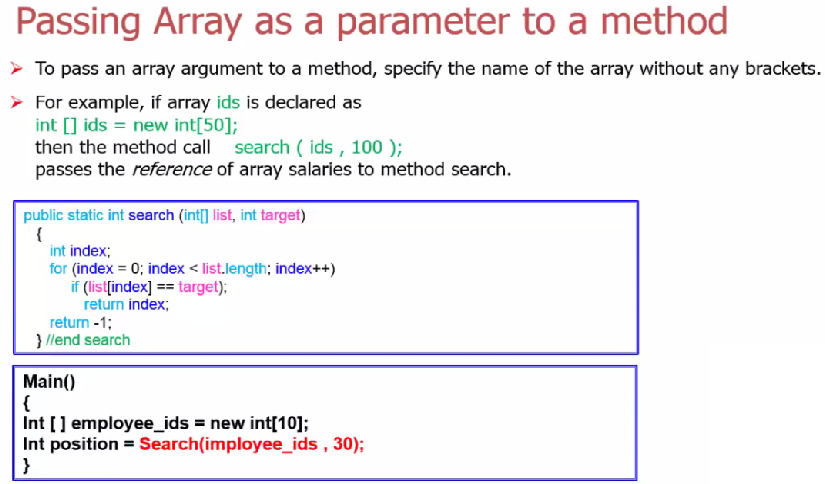 Passing Array as a parameter to a method
➢ To pass an array argument to a method, specify the name of the array without any brackets.
➢ For example, if array ids is declared as
int [] ids = new int[50];
then the method call search ( ids , 100 );
passes the reference of array salaries to method search.
public static int search (int[] list, int target)
{
int index;
for (index = 0; index < list.length; index++)
if (list[index] == target);
return index;
return -1;
} //end search
Main()
{
Int [ ] employee_ids = new int[10];
Int position = Search(imployee_ids , 30);
}